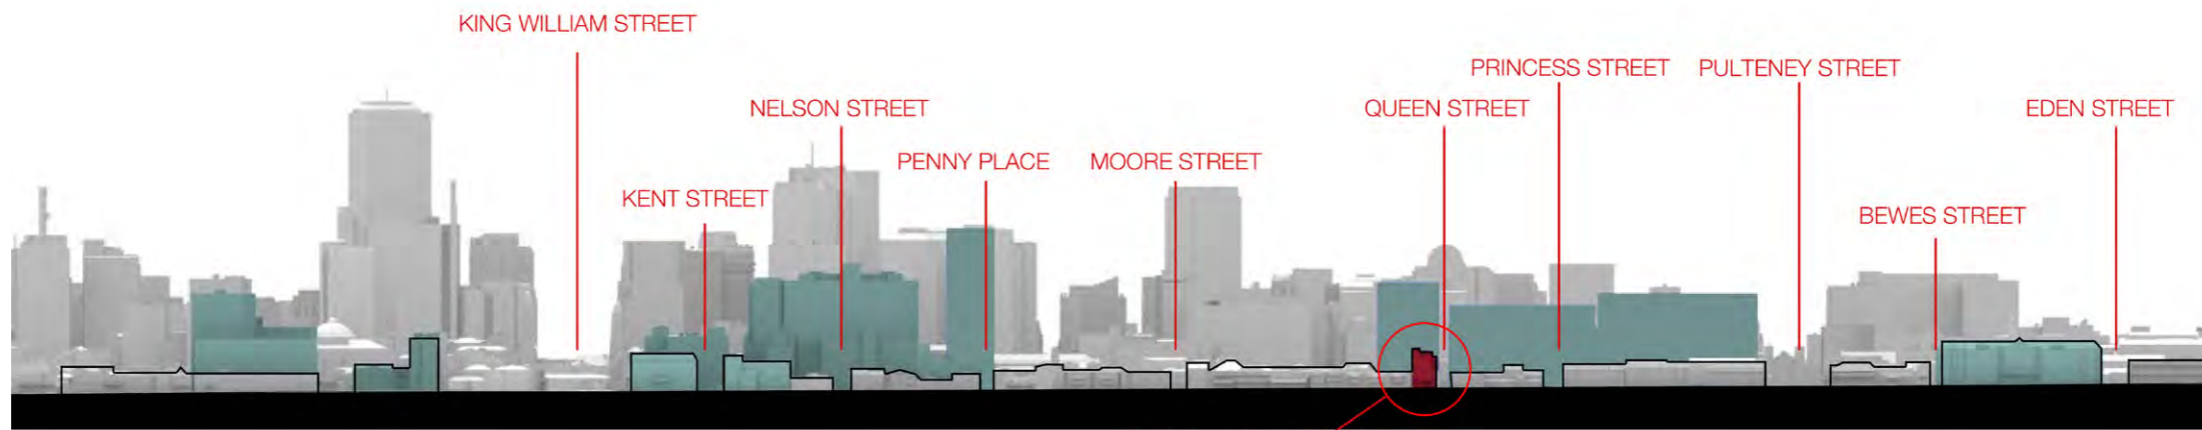 KING WILLIAM STREET
KENT STREET
NELSON STREET
PENNY PLACE
MOORE STREET
QUEEN STREET
PRINCESS STREET
PULTENEY STREET
BEWES STREET
EDEN STREET